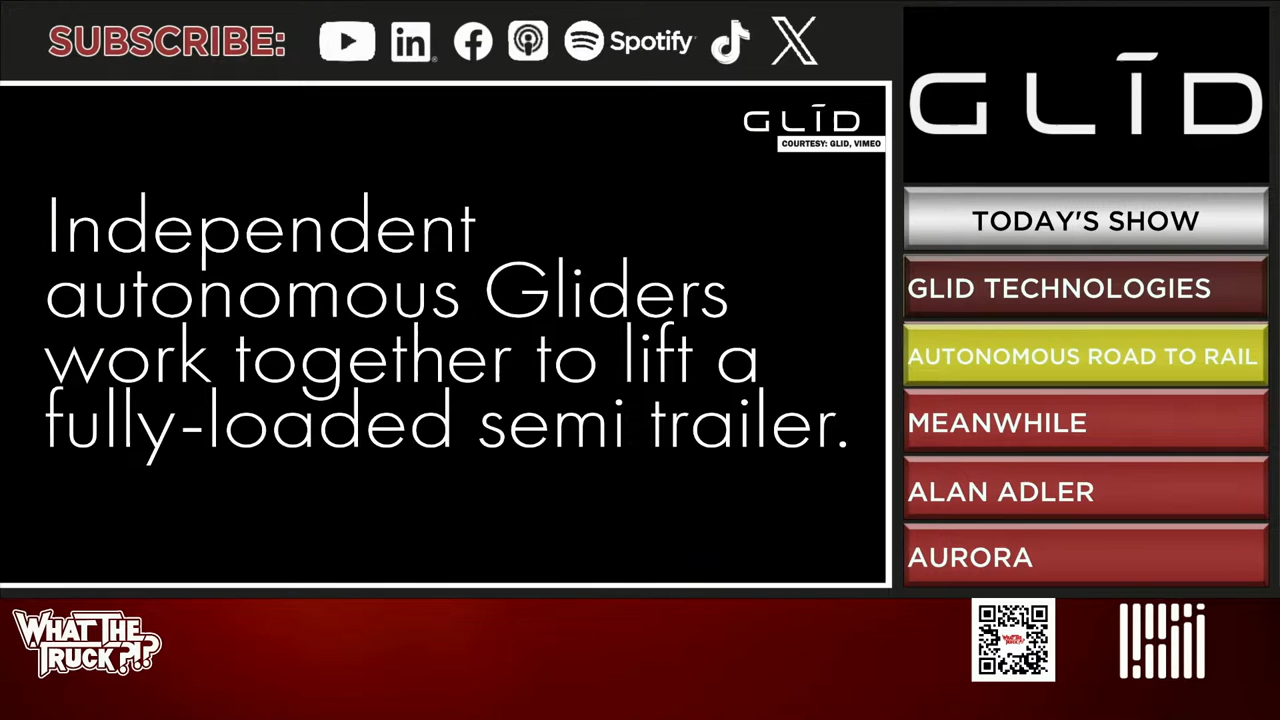 SUBSCRIBE:
Spotify
GLĪD
COURTESY: GLID, VIMEO
Independent
autonomous Gliders
work together to lift a
fully-loaded semi trailer.
GLĪD
TODAY'S SHOW
GLID TECHNOLOGIES
AUTONOMOUS ROAD TO RAIL
MEANWHILE
ALAN ADLER
AURORA
WHAT THE
TRUCK?!?